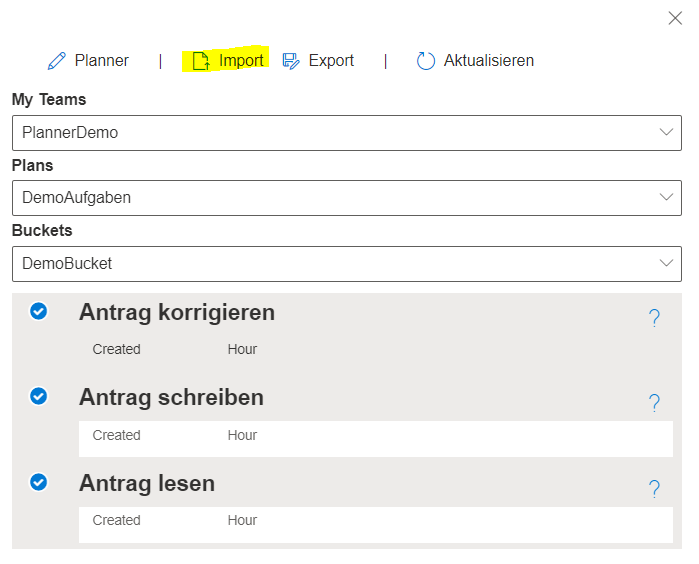 Planner | Import Export | Aktualisieren
My Teams
PlannerDemo
Plans
DemoAufgaben
Buckets
DemoBucket
Antrag korrigieren ?
Created Hour
Antrag schreiben ?
Created Hour
Antrag lesen ?
Created Hour